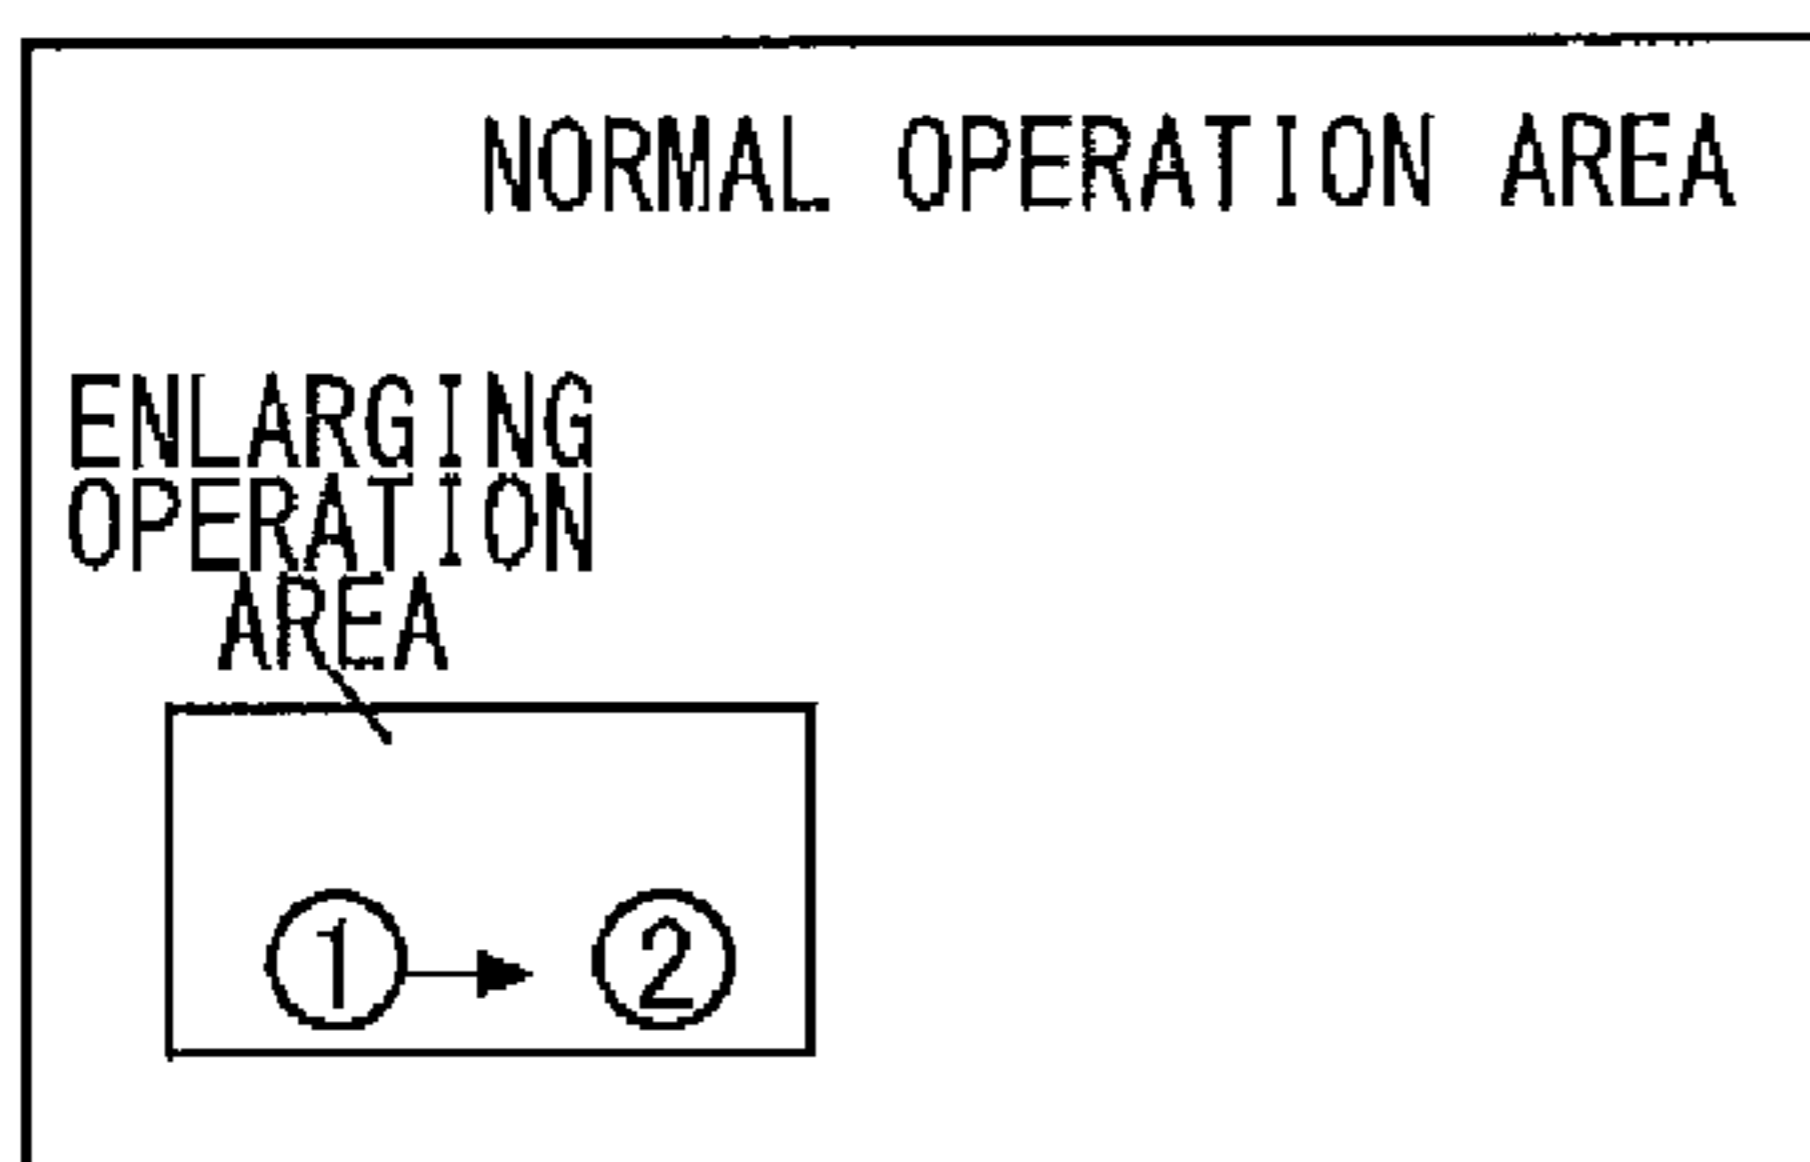 NORMAL OPERATION AREA
ENLARGING
OPERATION
AREA
① ②